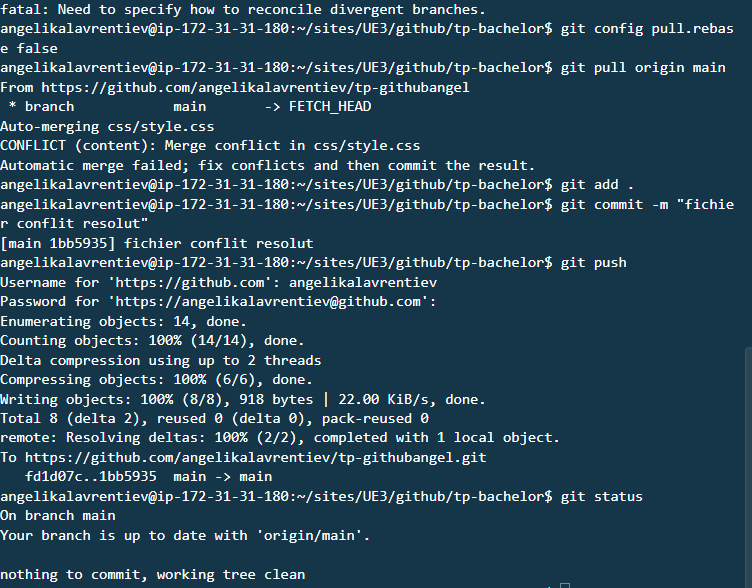 fatal: Need to specify how to reconcile divergent branches.
angelikalavrentiev@ip-172-31-31-180:~/sites/UE3/github/tp-bachelor$ git config pull.rebas
e false
angelikalavrentiev@ip-172-31-31-180:~/sites/UE3/github/tp-bachelor$ git pull origin main
From https://github.com/angelikalavrentiev/tp-githubangel
 * branch            main       -> FETCH_HEAD
Auto-merging css/style.css
CONFLICT (content): Merge conflict in css/style.css
Automatic merge failed; fix conflicts and then commit the result.
angelikalavrentiev@ip-172-31-31-180:~/sites/UE3/github/tp-bachelor$ git add .
angelikalavrentiev@ip-172-31-31-180:~/sites/UE3/github/tp-bachelor$ git commit -m "fichie
r conflit resolut"
[main 1bb5935] fichier conflit resolut
angelikalavrentiev@ip-172-31-31-180:~/sites/UE3/github/tp-bachelor$ git push
Username for 'https://github.com': angelikalavrentiev
Password for 'https://angelikalavrentiev@github.com':
Enumerating objects: 14, done.
Counting objects: 100% (14/14), done.
Delta compression using up to 2 threads
Compressing objects: 100% (6/6), done.
Writing objects: 100% (8/8), 918 bytes | 22.00 KiB/s, done.
Total 8 (delta 2), reused 0 (delta 0), pack-reused 0
remote: Resolving deltas: 100% (2/2), completed with 1 local object.
To https://github.com/angelikalavrentiev/tp-githubangel.git
   fd1d07c..1bb5935  main -> main
angelikalavrentiev@ip-172-31-31-180:~/sites/UE3/github/tp-bachelor$ git status
On branch main
Your branch is up to date with 'origin/main'.
nothing to commit, working tree clean